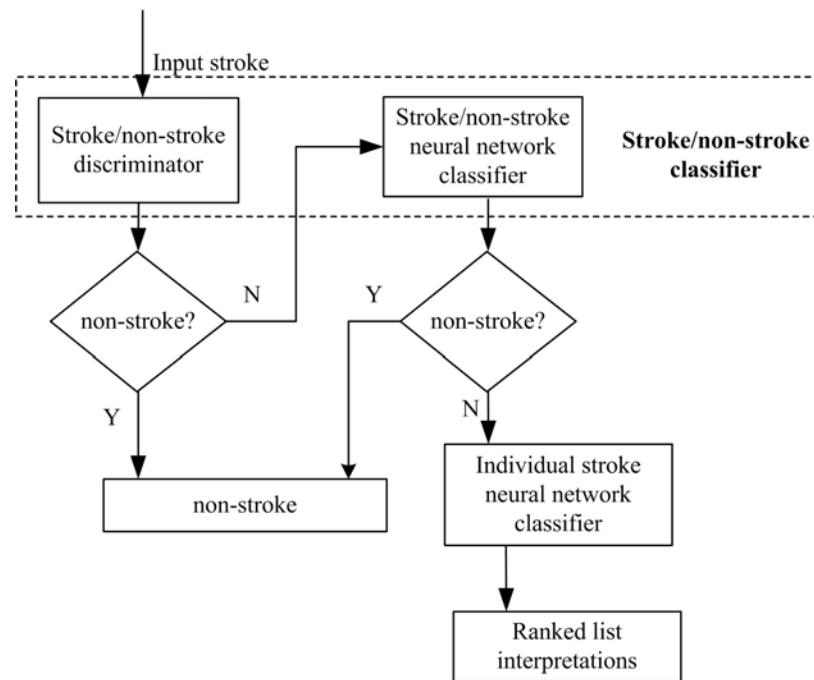 Input stroke
Stroke/non-stroke
discriminator
Stroke/non-stroke
neural network
classifier
Stroke/non-stroke
classifier
non-stroke?
N
Y
non-stroke?
Y
N
non-stroke
Individual stroke
neural network
classifier
Ranked list
interpretations